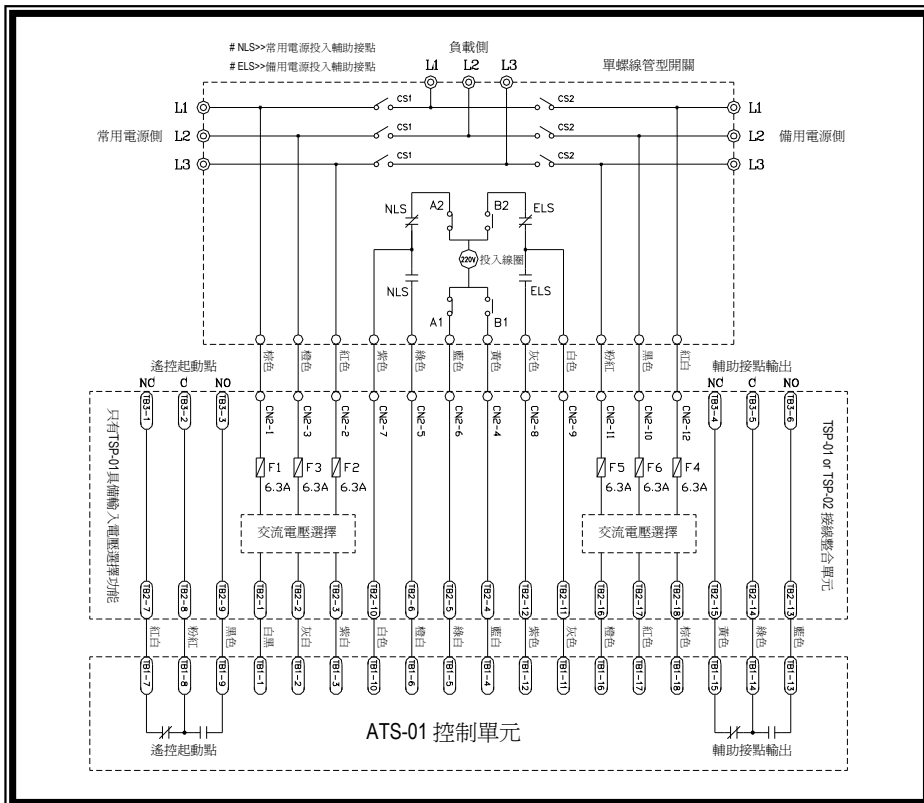 # NLS>>常用電源投入輔助接點
負載側
# ELS>>備用電源投入輔助接點
L1 L2 L3
單螺線管型開關
L1 CS1 CS2 L1
常用電源側 L2 CS1 CS2 L2 備用電源側
L3 CS1 CS2 L3
NLS A2 B2 ELS
220V 投入線圈
NLS ELS
A1 B1
棕色 橙色 紅色 紫色 綠色 藍色 黃色 灰色 白色 粉紅 黑色 紅白
遙控起動點
輔助接點輸出
NC C NO
NC C NO
TB3-1 TB3-2 TB3-3
CN2-1 CN2-3 CN2-2 CN2-7 CN2-5 CN2-6 CN2-4 CN2-8 CN2-9 CN2-11 CN2-10 CN2-12
TB3-4 TB3-5 TB3-6
只有TSP-01具備輸入電壓選擇功能
TSP-01 or TSP-02 接線整合單元
F1 F3 F2 F5 F6 F4
6.3A 6.3A 6.3A 6.3A 6.3A 6.3A
交流電壓選擇
交流電壓選擇
TB2-7 TB2-8 TB2-9 TB2-1 TB2-2 TB2-3 TB2-10 TB2-6 TB2-5 TB2-4 TB2-12 TB2-11 TB2-16 TB2-17 TB2-18 TB2-15 TB2-14 TB2-13
紅白 粉紅 黑色 白黑 灰白 紫白 白色 橙白 綠白 藍白 紫色 灰色 橙色 紅色 棕色 黃色 綠色 藍色
TB1-7 TB1-8 TB1-9 TB1-1 TB1-2 TB1-3 TB1-10 TB1-6 TB1-5 TB1-4 TB1-12 TB1-11 TB1-16 TB1-17 TB1-18 TB1-15 TB1-14 TB1-13
ATS-01 控制單元
遙控起動點
輔助接點輸出